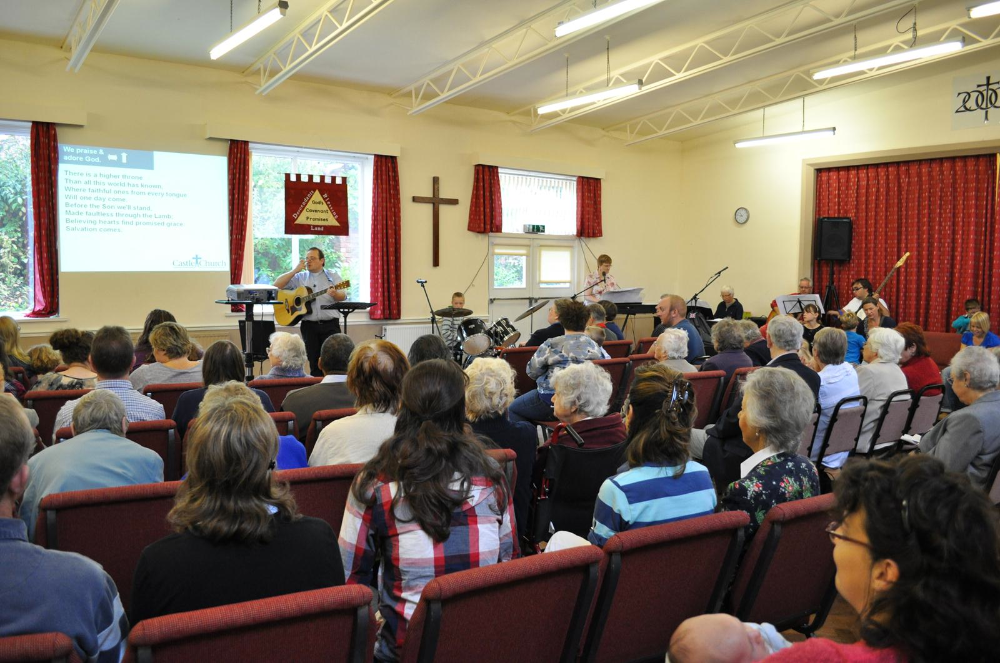 We praise &
adore God.
There is a higher throne
Than all this world has known,
Where faithful ones from every tongue
Will one day come.
Before the Son we'll stand,
Made faultless through the Lamb;
Believing hearts find promised grace:
Salvation comes.
Castle Church
Descendants
Blessing
God's
Covenant
Promises
Land
2000